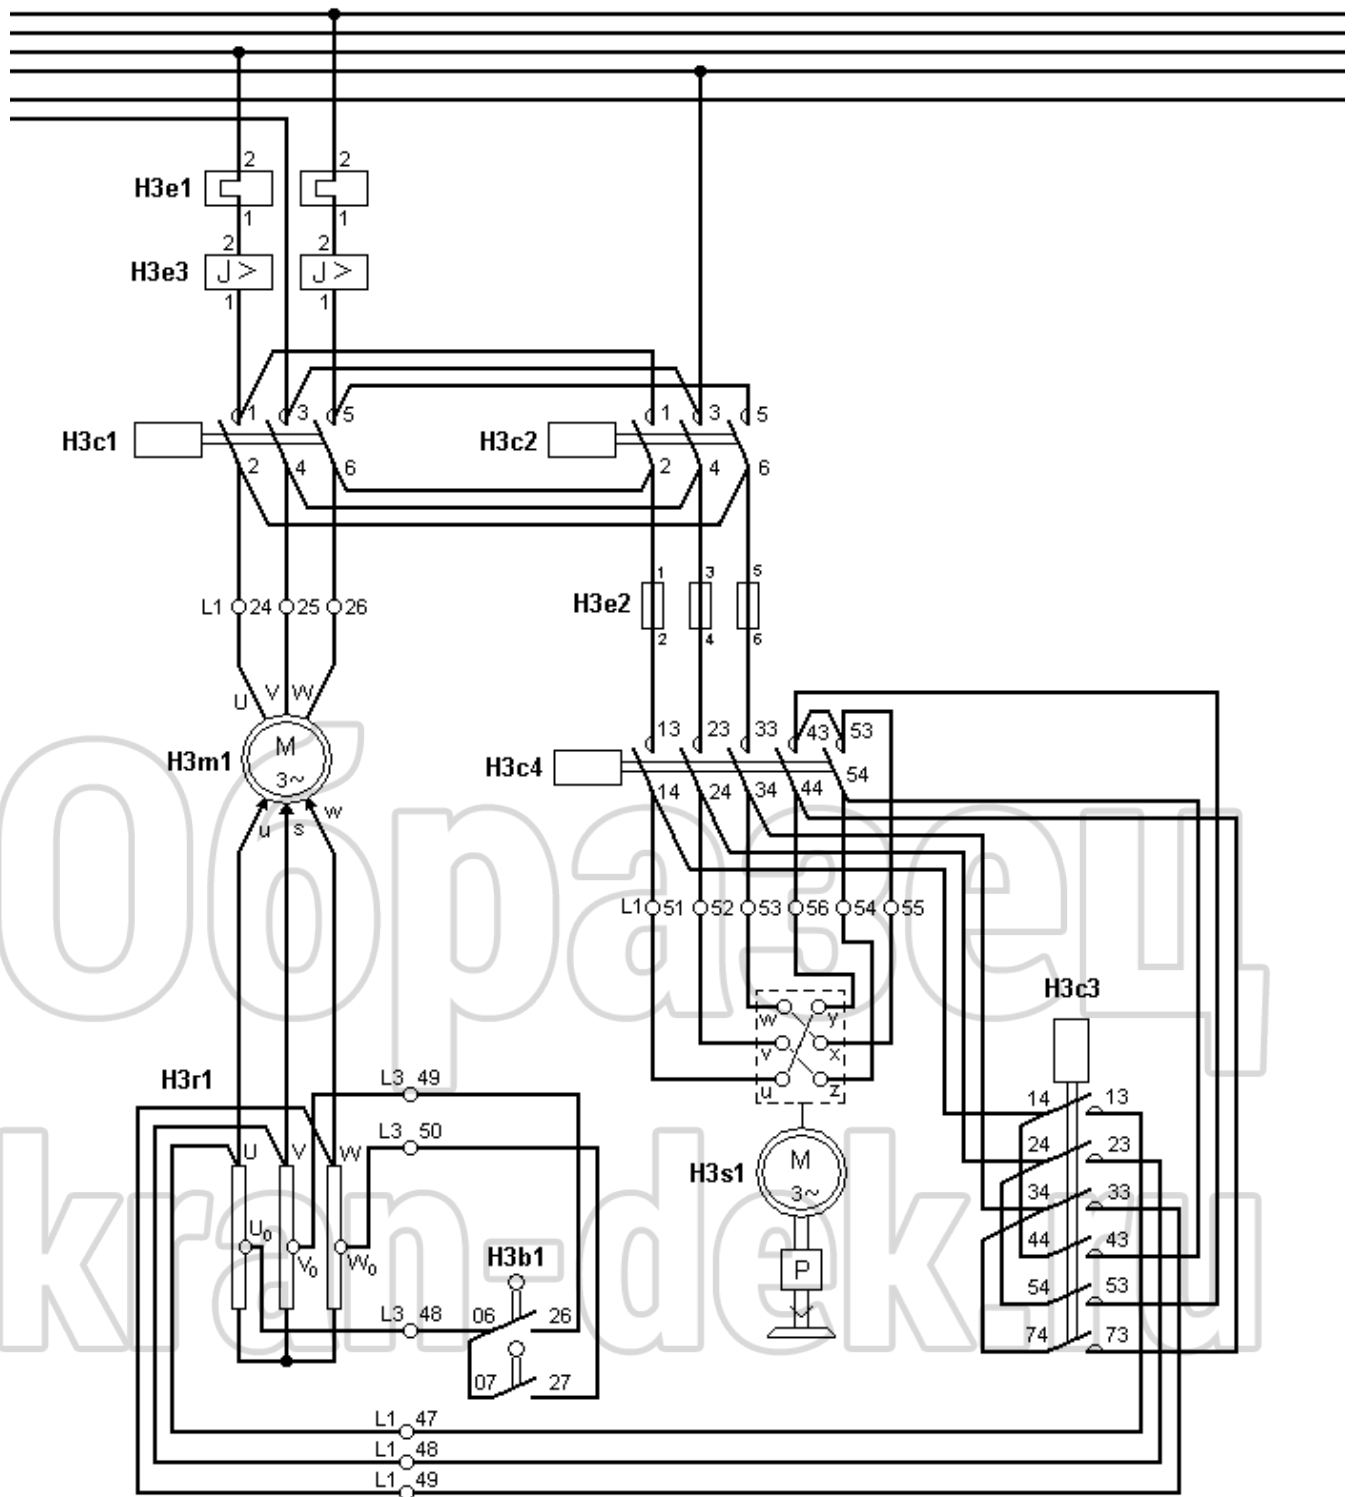 2 2
H3e1
1 1
2 2
H3e3 J> J>
1 1
1 3 5 1 3 5
H3c1 H3c2
2 4 6 2 4 6
1 3 5
H3e2
L1 24 25 26
2 4 6
U V W
13 23 33 43 53
H3m1 M 3~
H3c4
14 24 34 44 54
u s w
Образец
L1 51 52 53 56 54 55
H3c3
w y
v x
u z
H3r1
L3 49
14 13
L3 50
U V W
24 23
H3s1 M 3~
34 33
U0 V0 W0
44 43
H3b1
P
54 53
L3 48 06 26
74 73
07 27
kran-dek.ru
L1 47
L1 48
L1 49